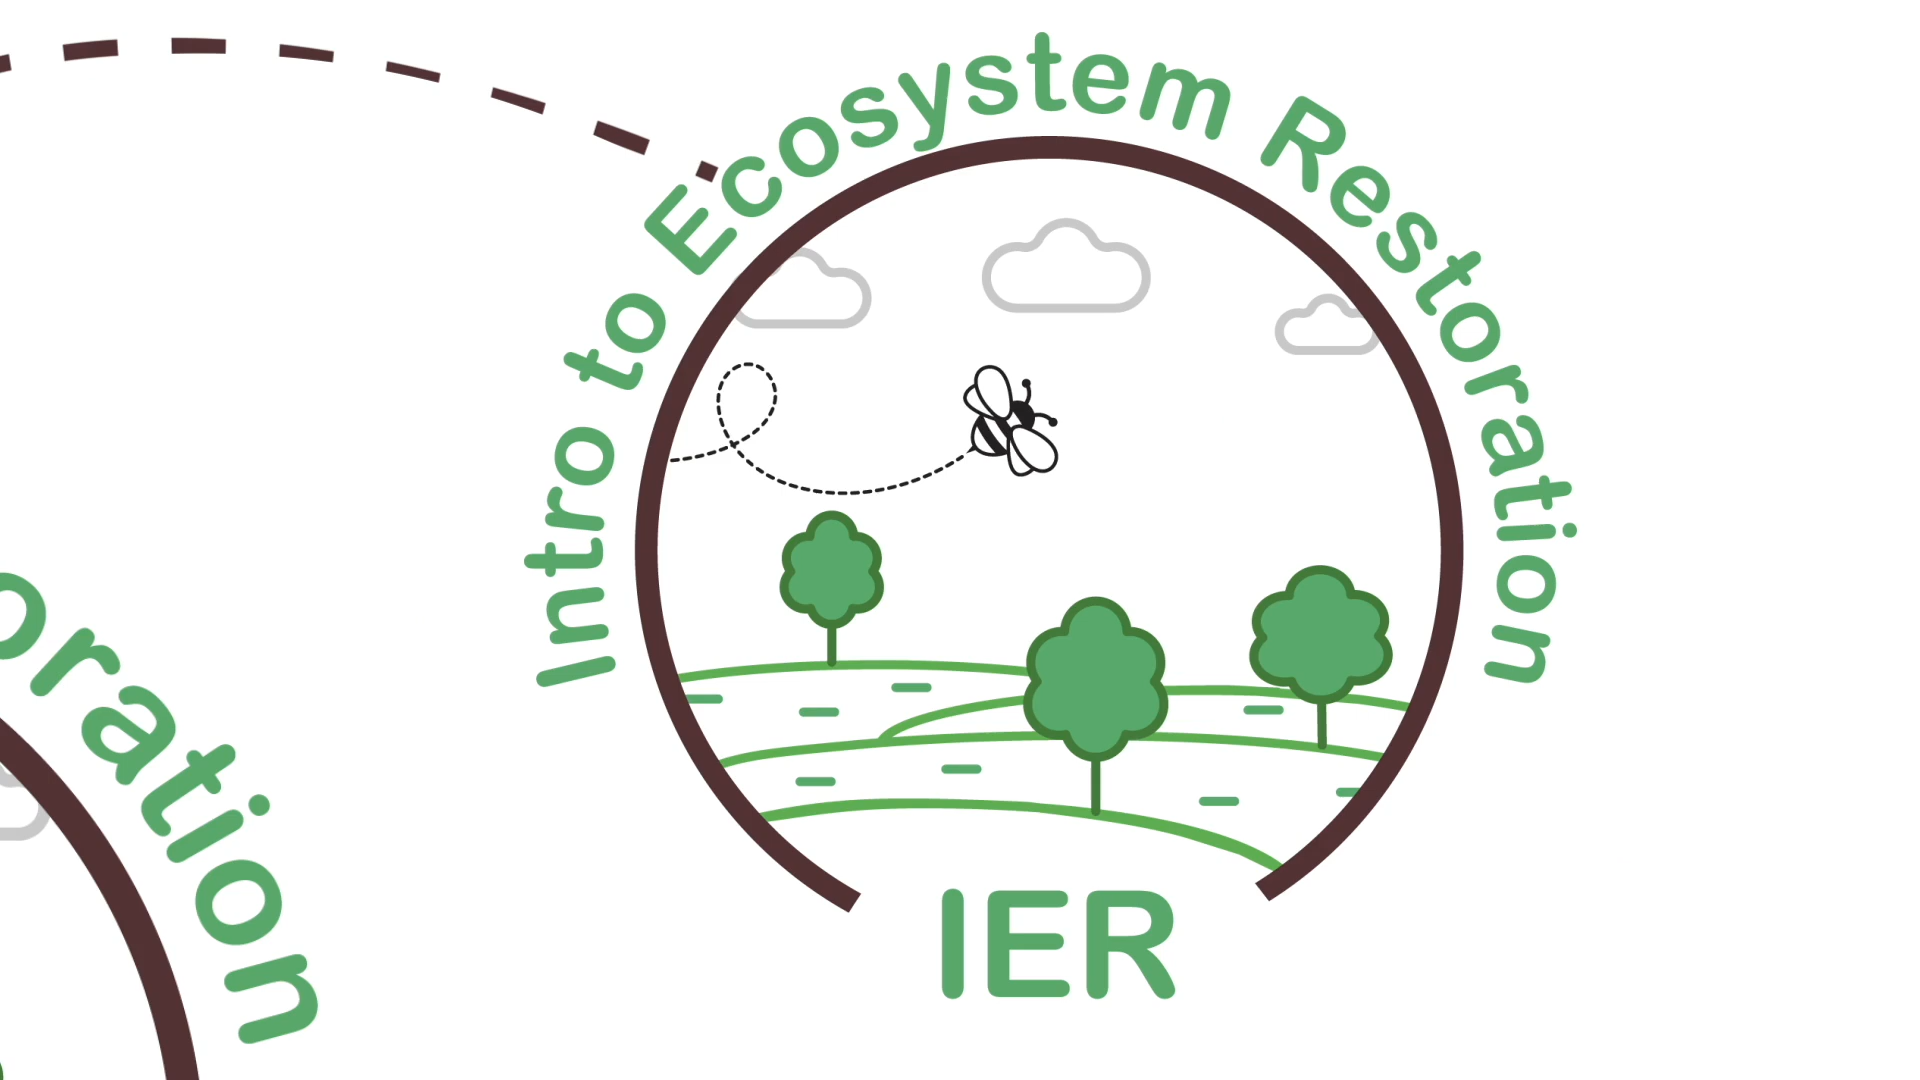 Intro to Ecosystem Restoration
IER
oration